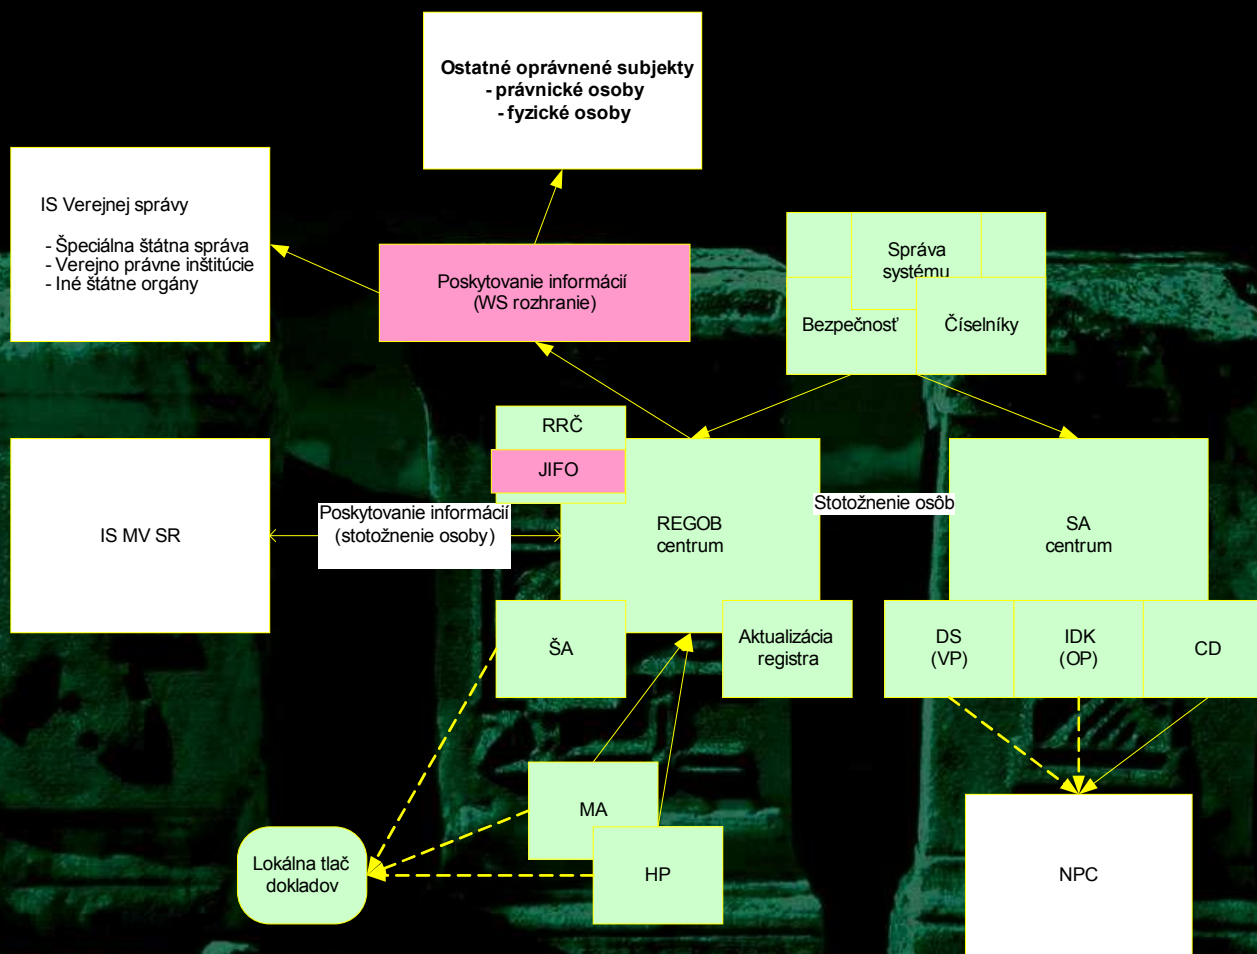 Ostatné oprávnené subjekty
- právnické osoby
- fyzické osoby
IS Verejnej správy
- Špeciálna štátna správa
- Verejno právne inštitúcie
- Iné štátne orgány
Poskytovanie informácií
(WS rozhranie)
Správa
systému
Bezpečnosť
Číselníky
RRČ
JIFO
IS MV SR
Poskytovanie informácií
(stotožnenie osoby)
REGOB
centrum
Stotožnenie osôb
SA
centrum
ŠA
Aktualizácia
registra
DS
(VP)
IDK
(OP)
CD
MA
HP
Lokálna tlač
dokladov
NPC